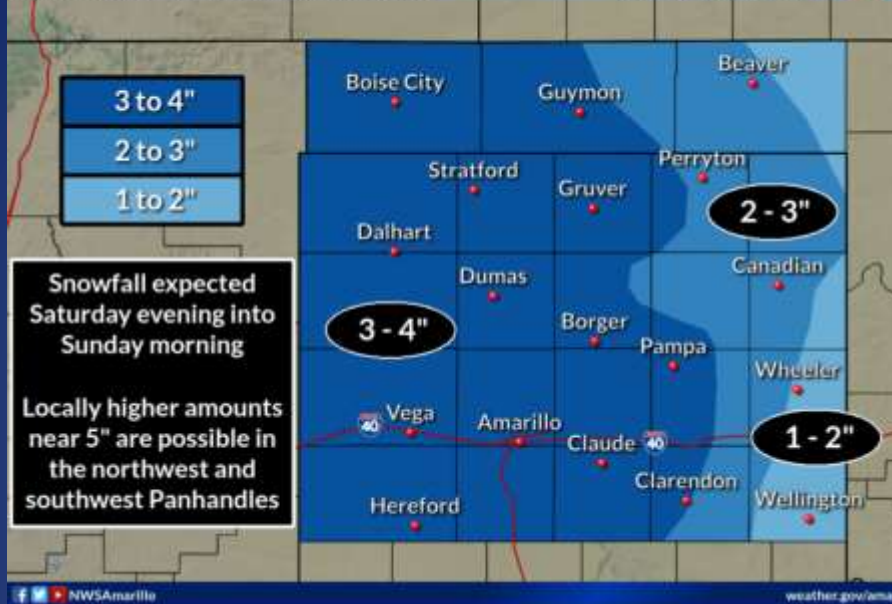 3 to 4"
2 to 3"
1 to 2"
Snowfall expected
Saturday evening into
Sunday morning
Locally higher amounts
near 5" are possible in
the northwest and
southwest Panhandles
Boise City
Guymon
Beaver
Stratford
Gruver
Perryton
2 - 3"
Dalhart
Dumas
Canadian
3 - 4"
Borger
Pampa
Wheeler
40
Vega
Amarillo
Claude
40
1 - 2"
Hereford
Clarendon
Wellington
NWSAmarillo
weather.gov/ama